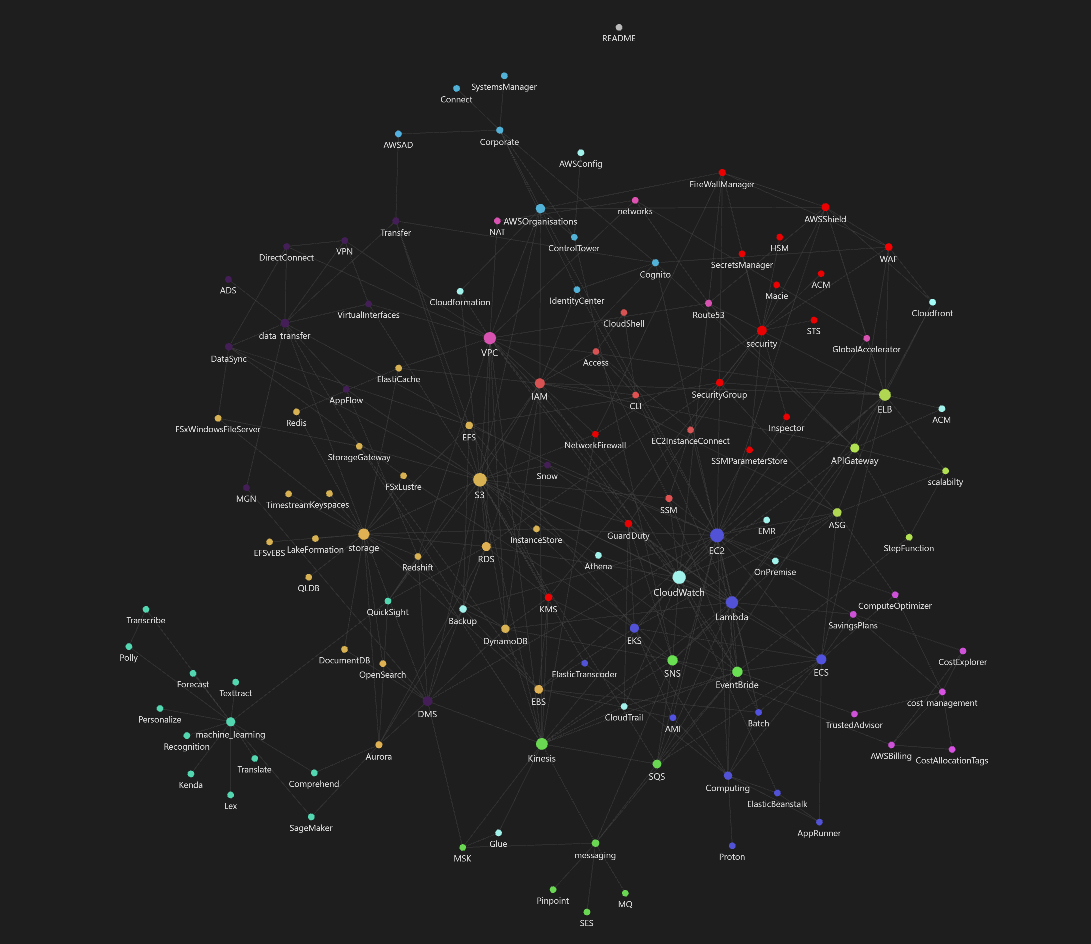 README
SystemsManager
Connect
Corporate
AWSAD
AWSConfig
FireWallManager
networks
AWSOrganisations
AWSShield
NAT
Transfer
ControlTower
HSM
DirectConnect
VPN
SecretsManager
WAF
Cognito
ADS
Cloudformation
IdentityCenter
Macie
ACM
VirtualInterfaces
CloudShell
Route53
Cloudfront
data_transfer
STS
security
VPC
GlobalAccelerator
DataSync
Access
ElastiCache
AppFlow
IAM
SecurityGroup
CLI
ELB
Redis
ACM
FSxWindowsFileServer
EFS
NetworkFirewall
EC2InstanceConnect
Inspector
StorageGateway
SSMParameterStore
APIGateway
FSxLustre
S3
Snow
scalabilty
MGN
TimestreamKeyspaces
SSM
GuardDuty
EMR
ASG
EFSvEBS
LakeFormation
storage
InstanceStore
EC2
StepFunction
RDS
Redshift
Athena
OnPremise
QLDB
CloudWatch
QuickSight
Backup
KMS
Lambda
ComputeOptimizer
Transcribe
SavingsPlans
DynamoDB
EKS
Polly
DocumentDB
OpenSearch
ElasticTranscoder
SNS
EventBride
ECS
CostExplorer
Forecast
Texttract
DMS
EBS
CloudTrail
cost_management
Personalize
machine_learning
AMI
Batch
TrustedAdvisor
Recognition
Aurora
Kinesis
AWSBilling
CostAllocationTags
Translate
SQS
Kenda
Comprehend
Computing
Lex
ElasticBeanstalk
SageMaker
AppRunner
Glue
MSK
messaging
Proton
Pinpoint
MQ
SES